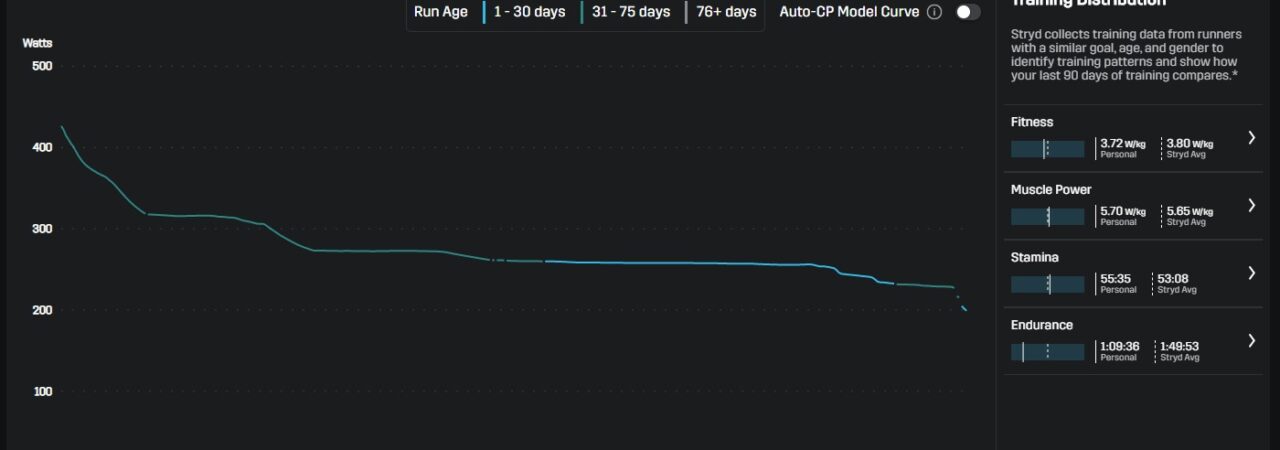 Run Age
1 - 30 days
31 - 75 days
76+ days
Auto-CP Model Curve
Watts
500
400
300
200
100
Training Distribution
Stryd collects training data from runners
with a similar goal, age, and gender to
identify training patterns and show how
your last 90 days of training compares.*
Fitness
3.72 W/kg
Personal
3.80 W/kg
Stryd Avg
Muscle Power
5.70 W/kg
Personal
5.65 W/kg
Stryd Avg
Stamina
55:35
Personal
53:08
Stryd Avg
Endurance
1:09:36
Personal
1:49:53
Stryd Avg